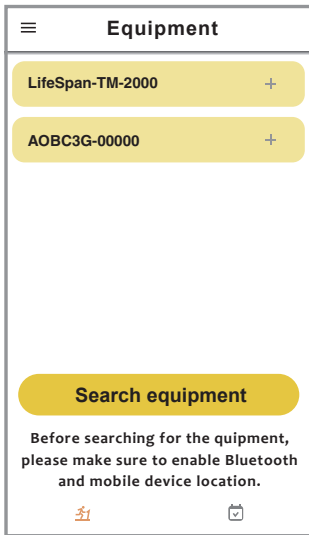 Equipment
LifeSpan-TM-2000
AOBC3G-00000
Search equipment
Before searching for the quipment,
please make sure to enable Bluetooth
and mobile device location.